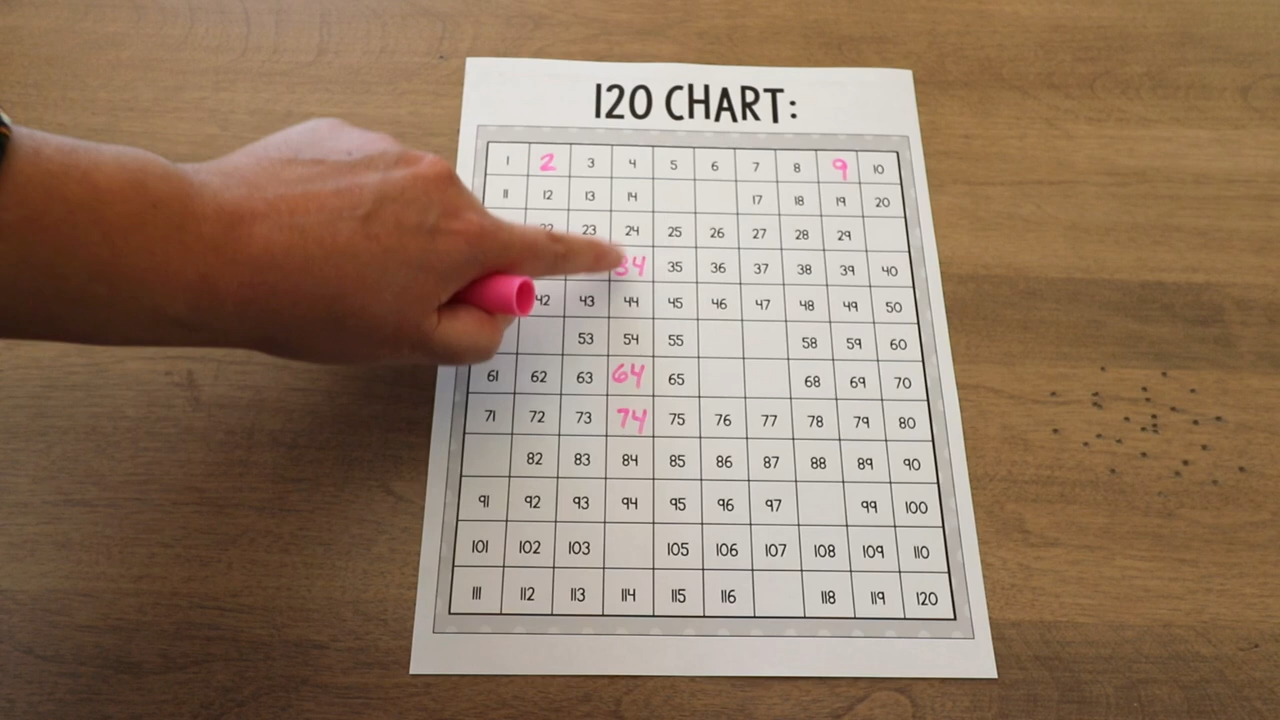 120 CHART:
1 2 3 4 5 6 7 8 9 10
11 12 13 14 17 18 19 20
22 23 24 25 26 27 28 29
34 35 36 37 38 39 40
42 43 44 45 46 47 48 49 50
53 54 55 58 59 60
61 62 63 64 65 68 69 70
71 72 73 74 75 76 77 78 79 80
82 83 84 85 86 87 88 89 90
91 92 93 94 95 96 97 99 100
101 102 103 105 106 107 108 109 110
111 112 113 114 115 116 118 119 120